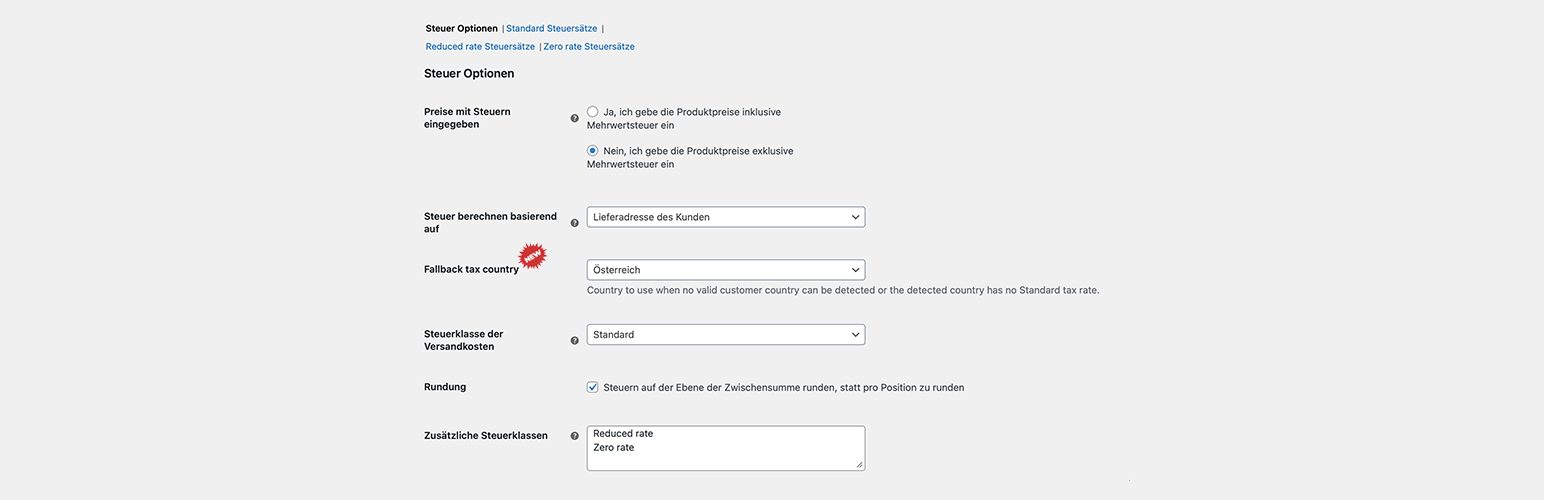 Steuer Optionen | Standard Steuersätze |
Reduced rate Steuersätze | Zero rate Steuersätze
Steuer Optionen
Preise mit Steuern
eingegeben
Ja, ich gebe die Produktpreise inklusive
Mehrwertsteuer ein
Nein, ich gebe die Produktpreise exklusive
Mehrwertsteuer ein
Steuer berechnen basierend
auf
Lieferadresse des Kunden
NEW
Fallback tax country
Österreich
Country to use when no valid customer country can be detected or the detected country has no Standard tax rate.
Steuerklasse der
Versandkosten
Standard
Rundung
Steuern auf der Ebene der Zwischensumme runden, statt pro Position zu runden
Zusätzliche Steuerklassen
Reduced rate
Zero rate